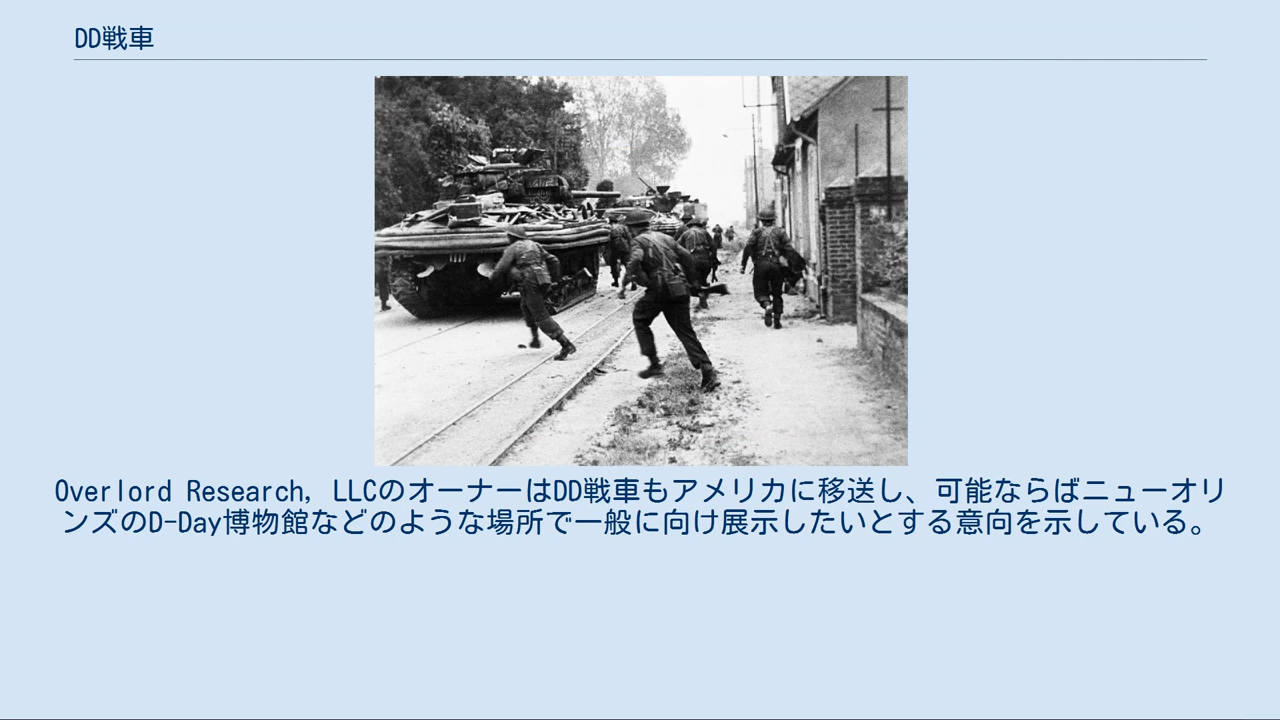 DD戦車
Overlord Research, LLCのオーナーはDD戦車もアメリカに移送し、可能ならばニューオリ
ンズのD-Day博物館などのような場所で一般に向け展示したいとする意向を示している。